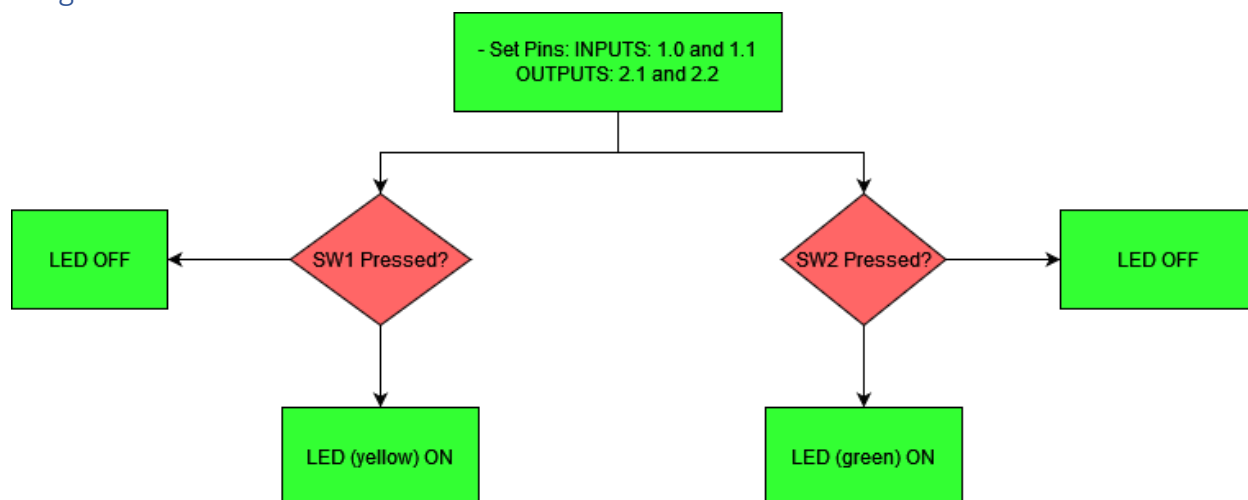 - Set Pins: INPUTS: 1.0 and 1.1
OUTPUTS: 2.1 and 2.2
LED OFF
SW1 Pressed?
SW2 Pressed?
LED OFF
LED (yellow) ON
LED (green) ON